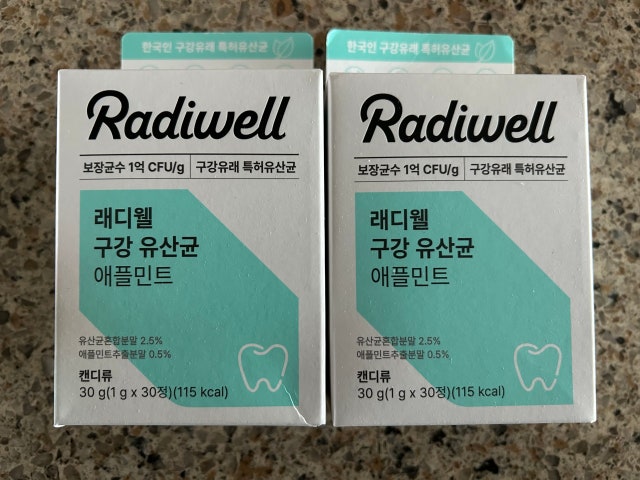 한국인 구강유래 특허유산균
Radiwell
보장균수 1억 CFU/g 구강유래 특허유산균
래디웰
구강 유산균
애플민트
유산균혼합분말 2.5%
애플민트추출분말 0.5%
캔디류
30 g(1 g x 30정)(115 kcal)
한국인 구강유래 특허유산균
Radiwell
보장균수 1억 CFU/g 구강유래 특허유산균
래디웰
구강 유산균
애플민트
유산균혼합분말 2.5%
애플민트추출분말 0.5%
캔디류
30 g(1 g x 30정)(115 kcal)